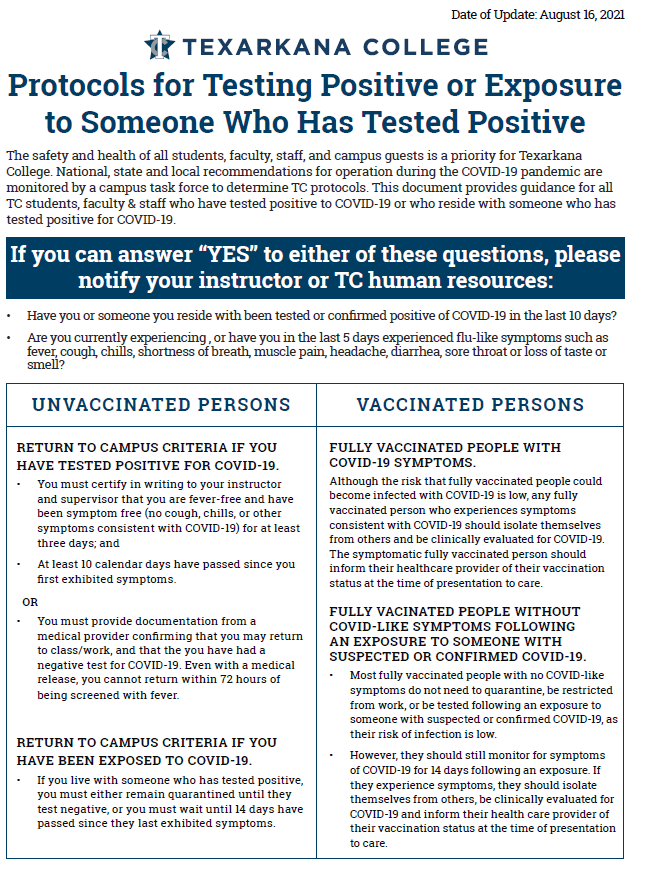 Date of Update: August 16, 2021
TEXARKANA COLLEGE
Protocols for Testing Positive or Exposure
to Someone Who Has Tested Positive
The safety and health of all students, faculty, staff, and campus guests is a priority for Texarkana
College. National, state and local recommendations for operation during the COVID-19 pandemic are
monitored by a campus task force to determine TC protocols. This document provides guidance for all
TC students, faculty & staff who have tested positive to COVID-19 or who reside with someone who has
tested positive for COVID-19.
If you can answer “YES” to either of these questions, please
notify your instructor or TC human resources:
• Have you or someone you reside with been tested or confirmed positive of COVID-19 in the last 10 days?
• Are you currently experiencing , or have you in the last 5 days experienced flu-like symptoms such as
fever, cough, chills, shortness of breath, muscle pain, headache, diarrhea, sore throat or loss of taste or
smell?
UNVACCINATED PERSONS
RETURN TO CAMPUS CRITERIA IF YOU
HAVE TESTED POSITIVE FOR COVID-19.
• You must certify in writing to your instructor
and supervisor that you are fever-free and have
been symptom free (no cough, chills, or other
symptoms consistent with COVID-19) for at least
three days; and
• At least 10 calendar days have passed since you
first exhibited symptoms.
OR
• You must provide documentation from a
medical provider confirming that you may return
to class/work, and that the you have had a
negative test for COVID-19. Even with a medical
release, you cannot return within 72 hours of
being screened with fever.
RETURN TO CAMPUS CRITERIA IF YOU
HAVE BEEN EXPOSED TO COVID-19.
• If you live with someone who has tested positive,
you must either remain quarantined until they
test negative, or you must wait until 14 days have
passed since they last exhibited symptoms.
VACCINATED PERSONS
FULLY VACCINATED PEOPLE WITH
COVID-19 SYMPTOMS.
Although the risk that fully vaccinated people could
become infected with COVID-19 is low, any fully
vaccinated person who experiences symptoms
consistent with COVID-19 should isolate themselves
from others and be clinically evaluated for COVID-19.
The symptomatic fully vaccinated person should
inform their healthcare provider of their vaccination
status at the time of presentation to care.
FULLY VACINATED PEOPLE WITHOUT
COVID-LIKE SYMPTOMS FOLLOWING
AN EXPOSURE TO SOMEONE WITH
SUSPECTED OR CONFIRMED COVID-19.
• Most fully vaccinated people with no COVID-like
symptoms do not need to quarantine, be restricted
from work, or be tested following an exposure to
someone with suspected or confirmed COVID-19, as
their risk of infection is low.
• However, they should still monitor for symptoms
of COVID-19 for 14 days following an exposure. If
they experience symptoms, they should isolate
themselves from others, be clinically evaluated for
COVID-19 and inform their health care provider of
their vaccination status at the time of presentation
to care.